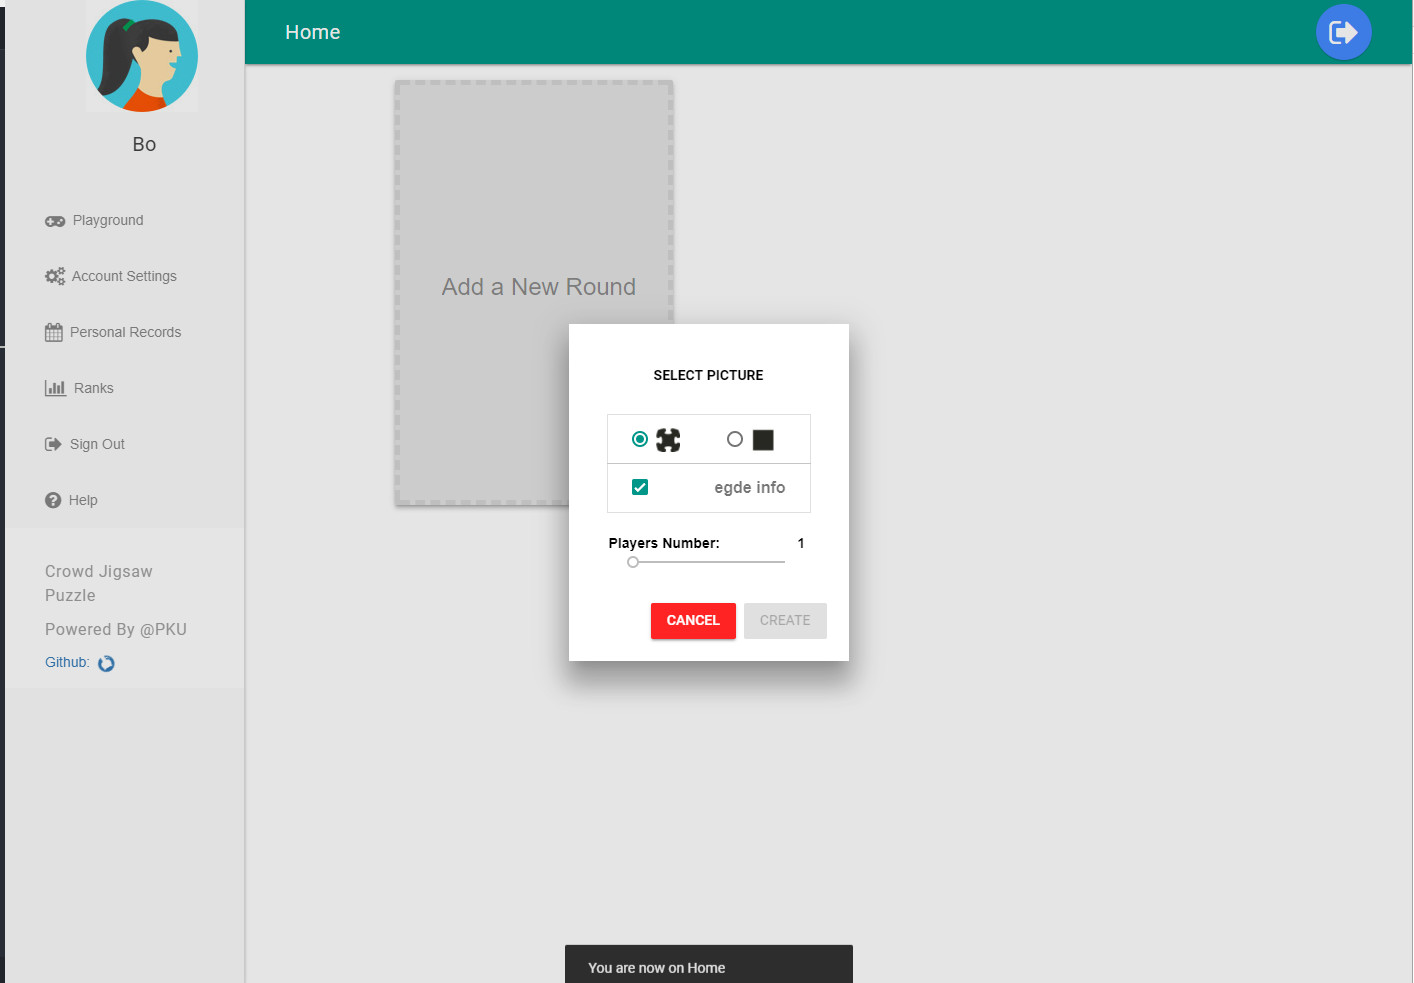 Home
Bo
Playground
Account Settings
Personal Records
Ranks
Sign Out
Help
Crowd Jigsaw
Puzzle
Powered By @PKU
Github:
Add a New Round
SELECT PICTURE
egde info
Players Number: 1
CANCEL CREATE
You are now on Home